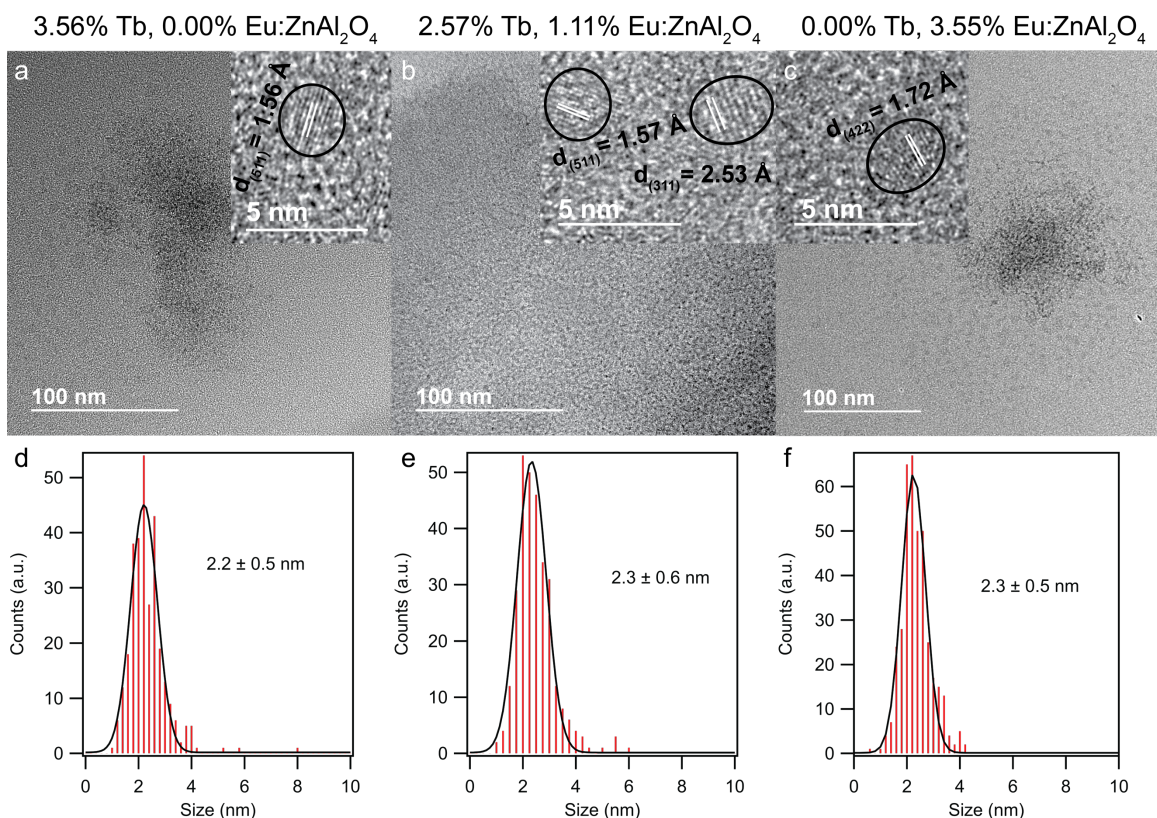 3.56% Tb, 0.00% Eu:ZnAl₂O₄
2.57% Tb, 1.11% Eu:ZnAl₂O₄
0.00% Tb, 3.55% Eu:ZnAl₂O₄
a
d₍₅₁₁₎ = 1.56 Å
5 nm
100 nm
b
d₍₅₁₁₎ = 1.57 Å
d₍₃₁₁₎ = 2.53 Å
5 nm
100 nm
c
d₍₄₂₂₎ = 1.72 Å
5 nm
100 nm
d
50
40
30
20
10
0
Counts (a.u.)
2.2 ± 0.5 nm
0 2 4 6 8 10
Size (nm)
e
50
40
30
20
10
0
Counts (a.u.)
2.3 ± 0.6 nm
0 2 4 6 8 10
Size (nm)
f
60
50
40
30
20
10
0
Counts (a.u.)
2.3 ± 0.5 nm
0 2 4 6 8 10
Size (nm)